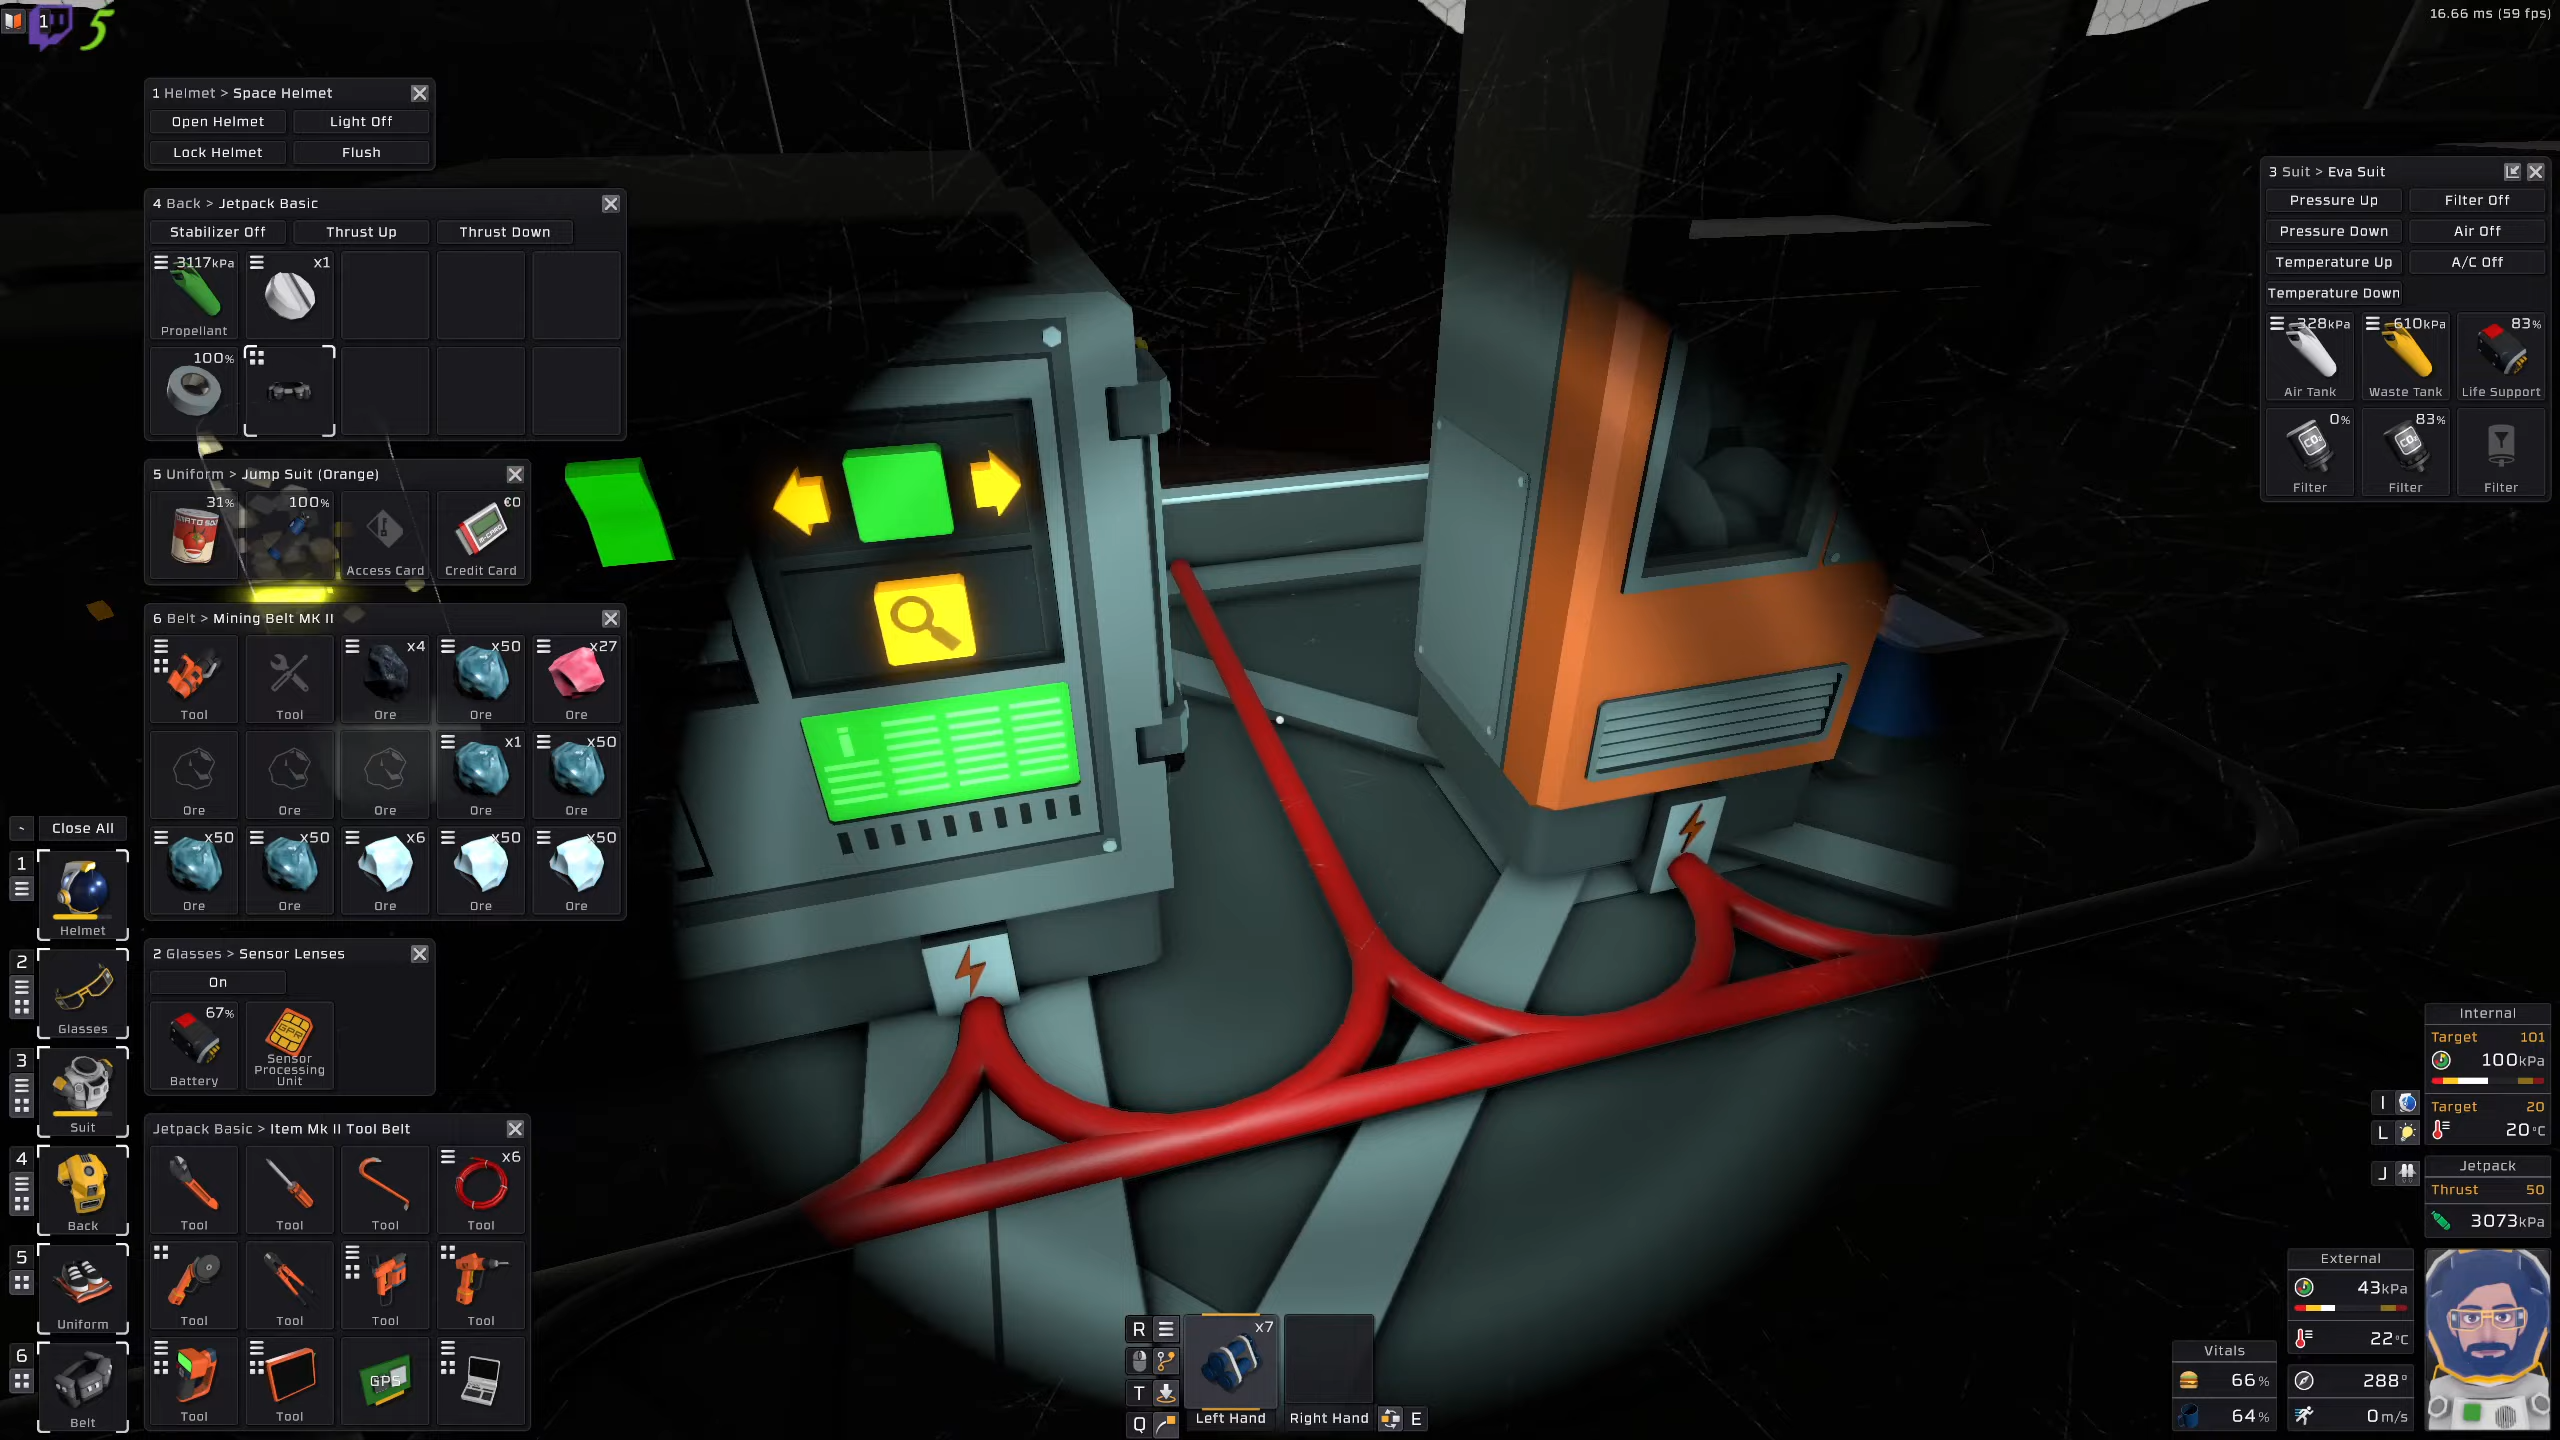 1
5
16.66 ms (59 fps)
1 Helmet > Space Helmet
Open Helmet
Light Off
Lock Helmet
Flush
4 Back > Jetpack Basic
Stabilizer Off
Thrust Up
Thrust Down
3117kPa
x1
Propellant
100%
5 Uniform > Jump Suit (Orange)
31%
100%
€0
Access Card
Credit Card
6 Belt > Mining Belt MK II
x4
x50
x27
Tool
Tool
Ore
Ore
Ore
x1
x50
Ore
Ore
Ore
Ore
Ore
x50
x50
x6
x50
x50
Ore
Ore
Ore
Ore
Ore
2 Glasses > Sensor Lenses
On
67%
GPR
Battery
Sensor
Processing
Unit
Jetpack Basic > Item Mk II Tool Belt
x6
Tool
Tool
Tool
Tool
Tool
Tool
Tool
Tool
GPS
Tool
Tool
~
Close All
1
Helmet
2
Glasses
3
Suit
4
Back
5
Uniform
6
Belt
3 Suit > Eva Suit
Pressure Up
Filter Off
Pressure Down
Air Off
Temperature Up
A/C Off
Temperature Down
328kPa
610kPa
83%
Air Tank
Waste Tank
Life Support
0%
83%
CO2
CO2
Filter
Filter
Filter
R
T
Q
x7
Left Hand
Right Hand
E
Internal
Target 101
100kPa
Target 20
20°C
I
L
J
Jetpack
Thrust 50
3073kPa
External
43kPa
22°C
288°
0m/s
Vitals
66%
64%